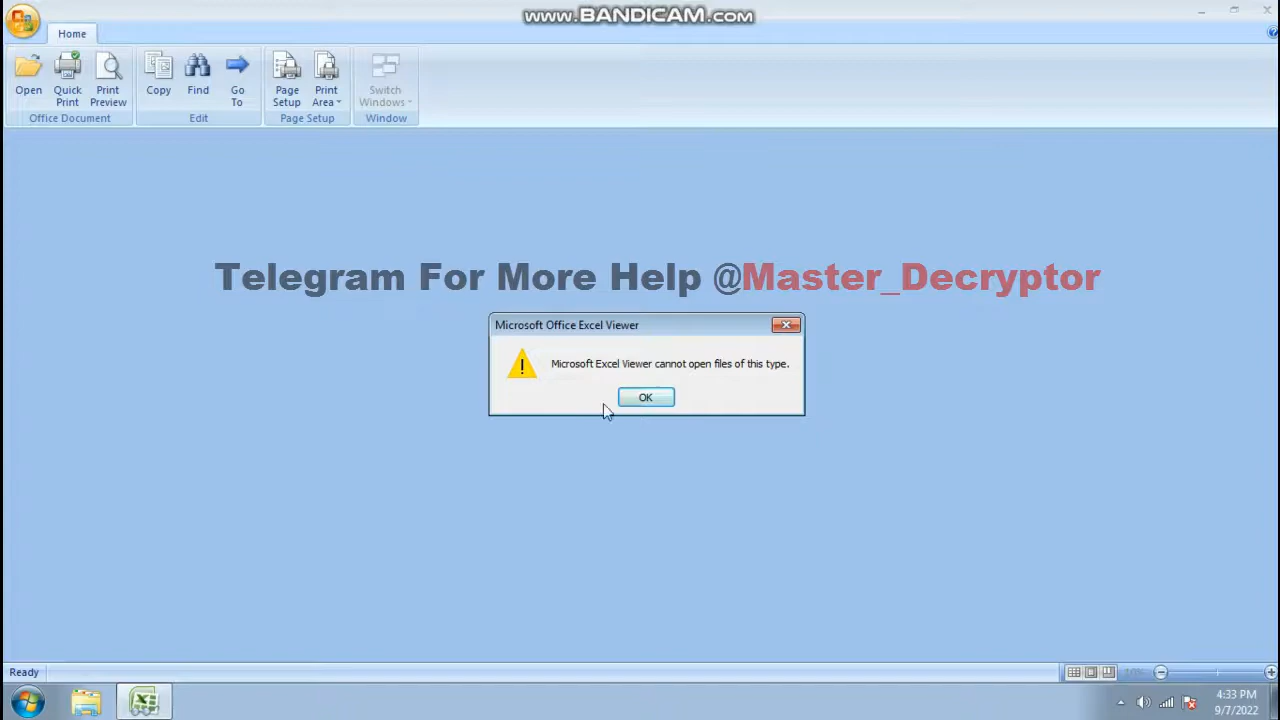 www.BANDICAM.com
Home
Open
Quick
Print
Print
Preview
Copy
Find
Go
To
Page
Setup
Print
Area
Switch
Windows
Office Document
Edit
Page Setup
Window
Telegram For More Help @Master_Decryptor
Microsoft Office Excel Viewer
Microsoft Excel Viewer cannot open files of this type.
OK
Ready
4:33 PM
9/7/2022